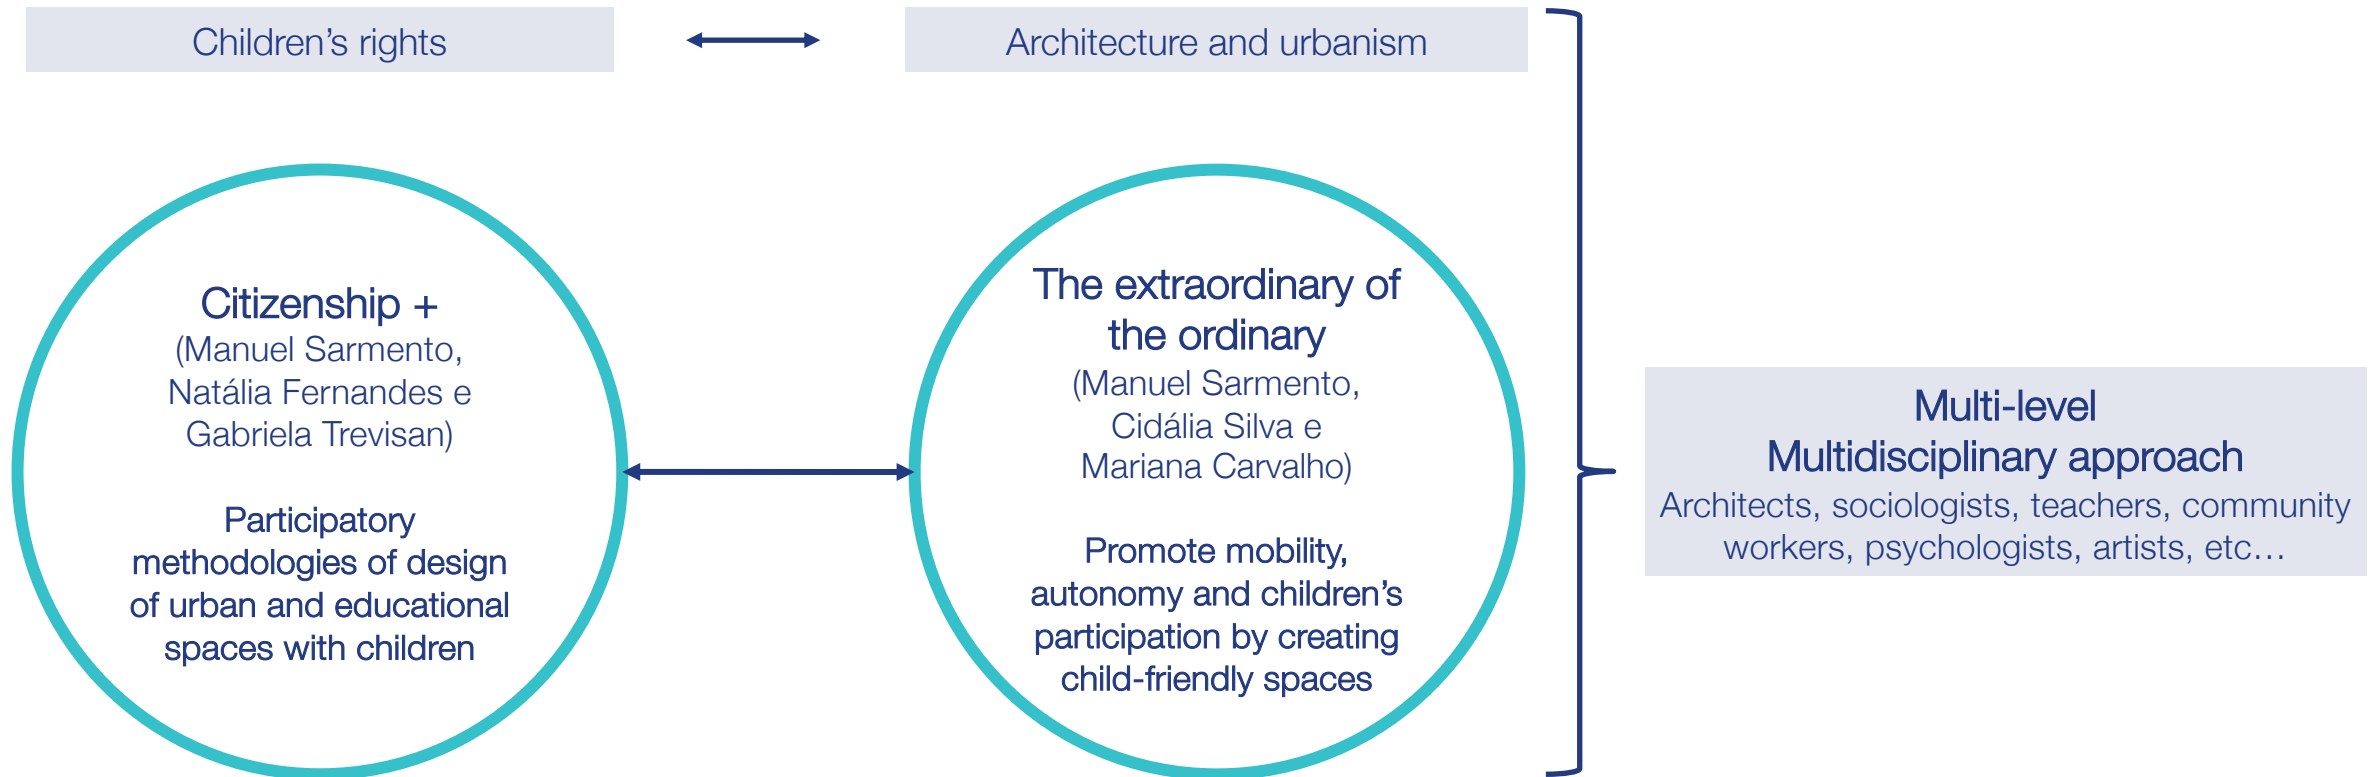 Children’s rights
Architecture and urbanism
Citizenship +
(Manuel Sarmento,
Natália Fernandes e
Gabriela Trevisan)
Participatory
methodologies of design
of urban and educational
spaces with children
The extraordinary of
the ordinary
(Manuel Sarmento,
Cidália Silva e
Mariana Carvalho)
Promote mobility,
autonomy and children’s
participation by creating
child-friendly spaces
Multi-level
Multidisciplinary approach
Architects, sociologists, teachers, community
workers, psychologists, artists, etc…